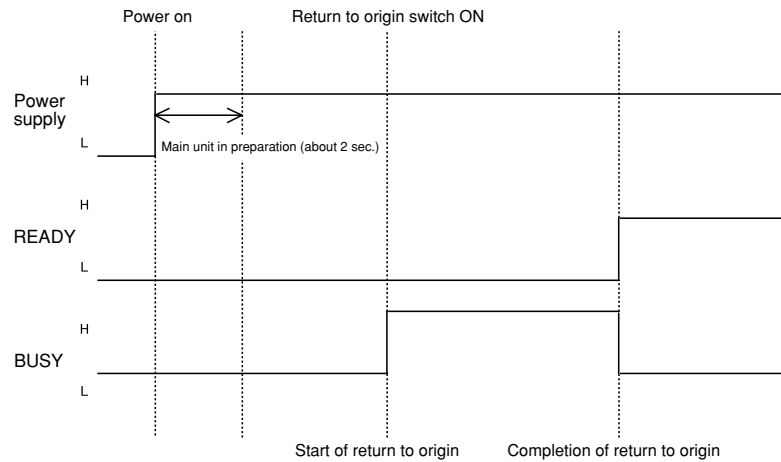 Power on
Return to origin switch ON
H
Power
supply
L
Main unit in preparation (about 2 sec.)
H
READY
L
H
BUSY
L
Start of return to origin
Completion of return to origin